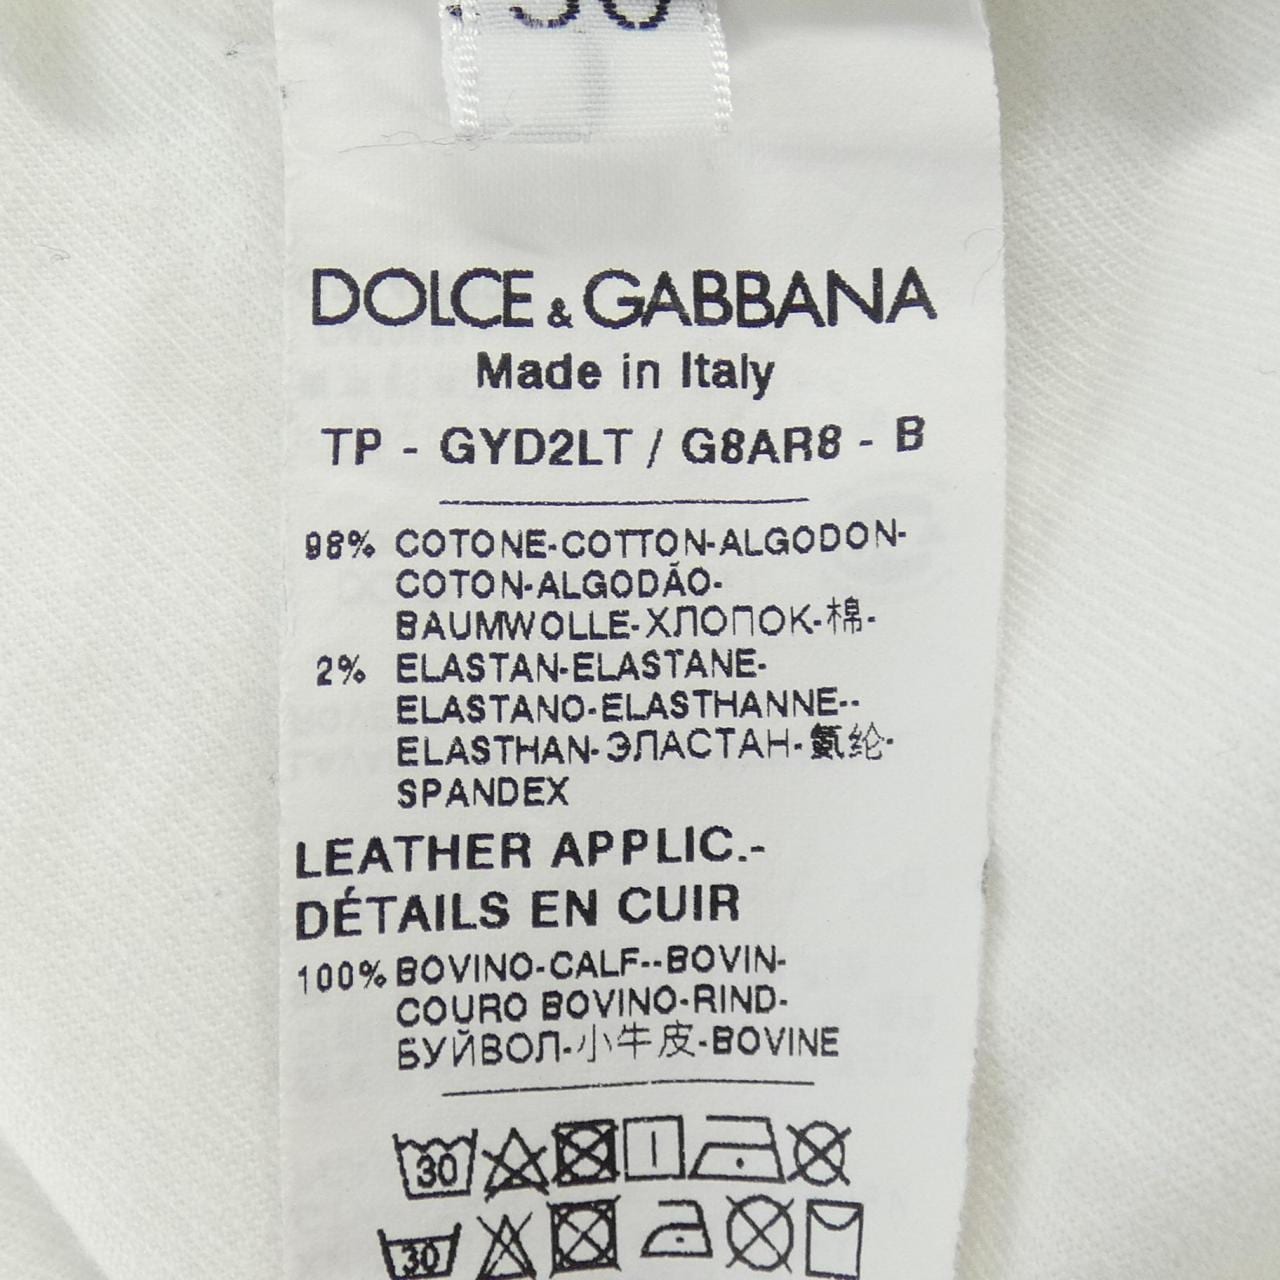 DOLCE & GABBANA
Made in Italy
TP - GYD2LT / G8AR8 - B
98% COTONE-COTTON-ALGODON-
COTON-ALGODÃO-
BAUMWOLLE-ХЛОПОК-棉-
2% ELASTAN-ELASTANE-
ELASTANO-ELASTHANNE--
ELASTHAN-ЭЛАСТАН-氨纶-
SPANDEX
LEATHER APPLIC.-
DÉTAILS EN CUIR
100% BOVINO-CALF--BOVIN-
COURO BOVINO-RIND-
БУЙВОЛ-小牛皮-BOVINE
30
30